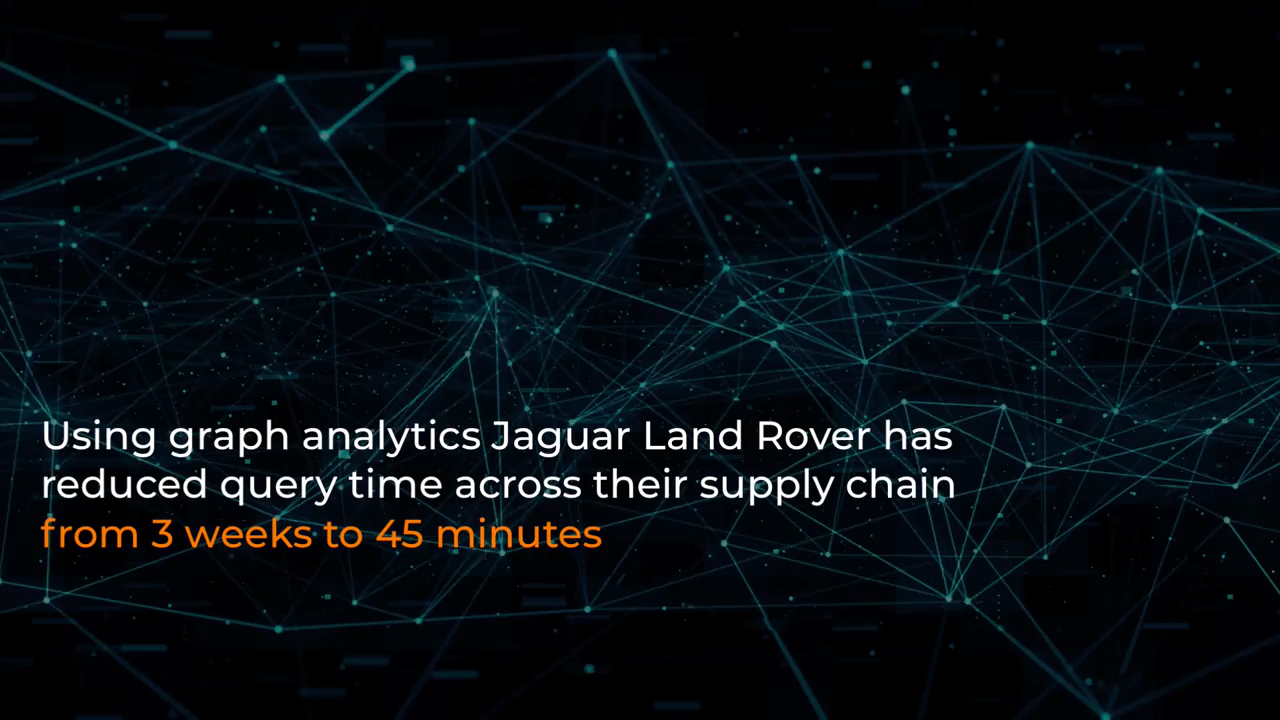 Using graph analytics Jaguar Land Rover has
reduced query time across their supply chain
from 3 weeks to 45 minutes